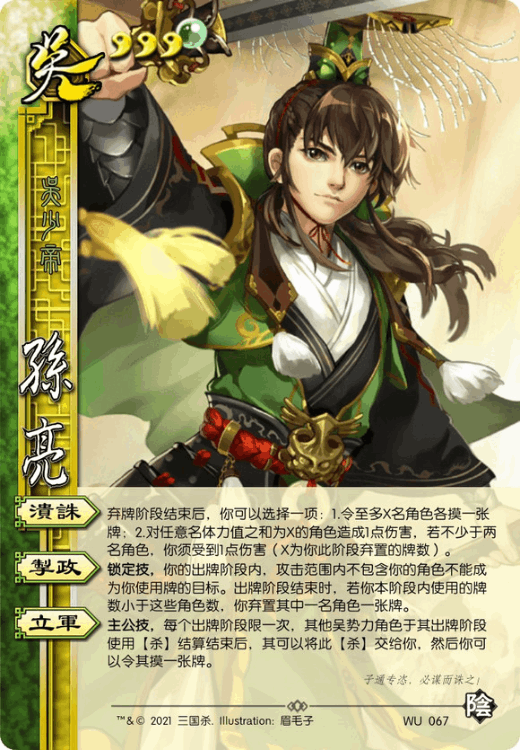 吴
吴少帝
孫亮
潰誅
弃牌阶段结束后，你可以选择一项：1.令至多X名角色各摸一张
牌；2.对任意名体力值之和为X的角色造成1点伤害，若不少于两
名角色，你须受到1点伤害（X为你此阶段弃置的牌数）。
掣政
锁定技，你的出牌阶段内，攻击范围内不包含你的角色不能成
为你使用牌的目标。出牌阶段结束时，若你本阶段内使用的牌
数小于这些角色数，你弃置其中一名角色一张牌。
立軍
主公技，每个出牌阶段限一次，其他吴势力角色于其出牌阶段
使用【杀】结算结束后，其可以将此【杀】交给你，然后你可
以令其摸一张牌。
子通专恣，必谋而诛之！
™&© 2021 三国杀. Illustration: 眉毛子
WU 067
陰